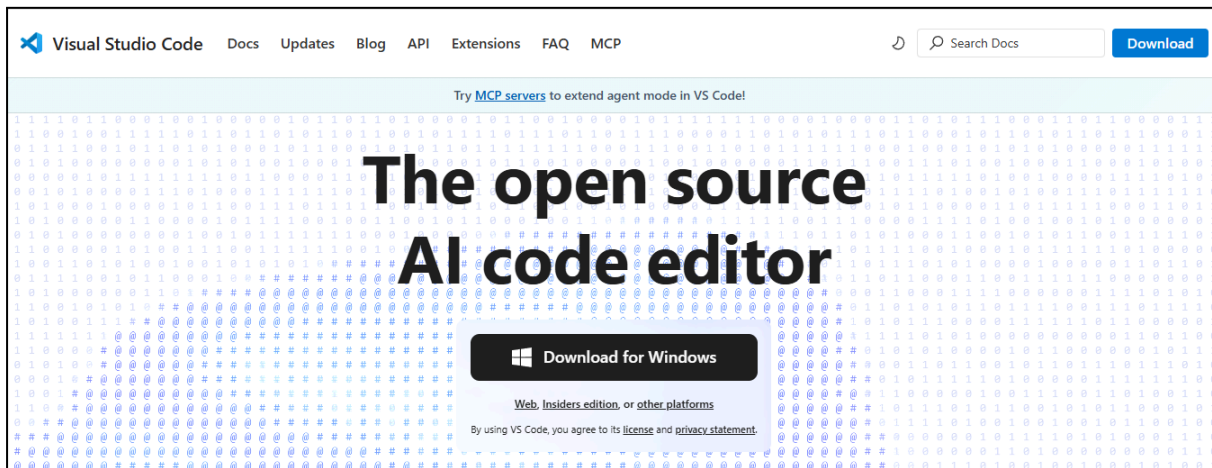 Visual Studio Code Docs Updates Blog API Extensions FAQ MCP Search Docs Download
Try MCP servers to extend agent mode in VS Code!
The open source
AI code editor
Download for Windows
Web, Insiders edition, or other platforms
By using VS Code, you agree to its license and privacy statement.